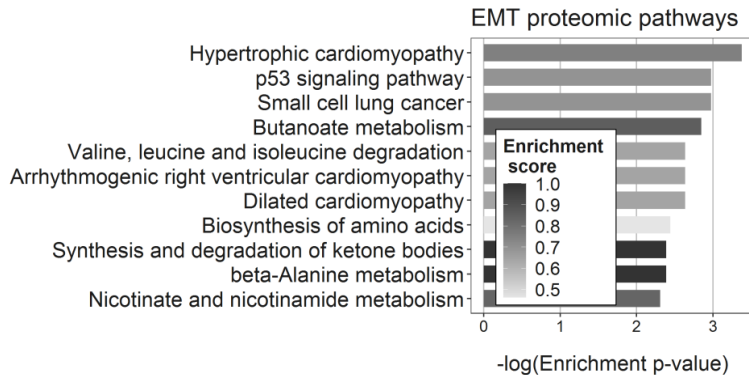 EMT proteomic pathways
Hypertrophic cardiomyopathy
p53 signaling pathway
Small cell lung cancer
Butanoate metabolism
Valine, leucine and isoleucine degradation
Arrhythmogenic right ventricular cardiomyopathy
Dilated cardiomyopathy
Biosynthesis of amino acids
Synthesis and degradation of ketone bodies
beta-Alanine metabolism
Nicotinate and nicotinamide metabolism
Enrichment
score
1.0
0.9
0.8
0.7
0.6
0.5
0 1 2 3
-log(Enrichment p-value)